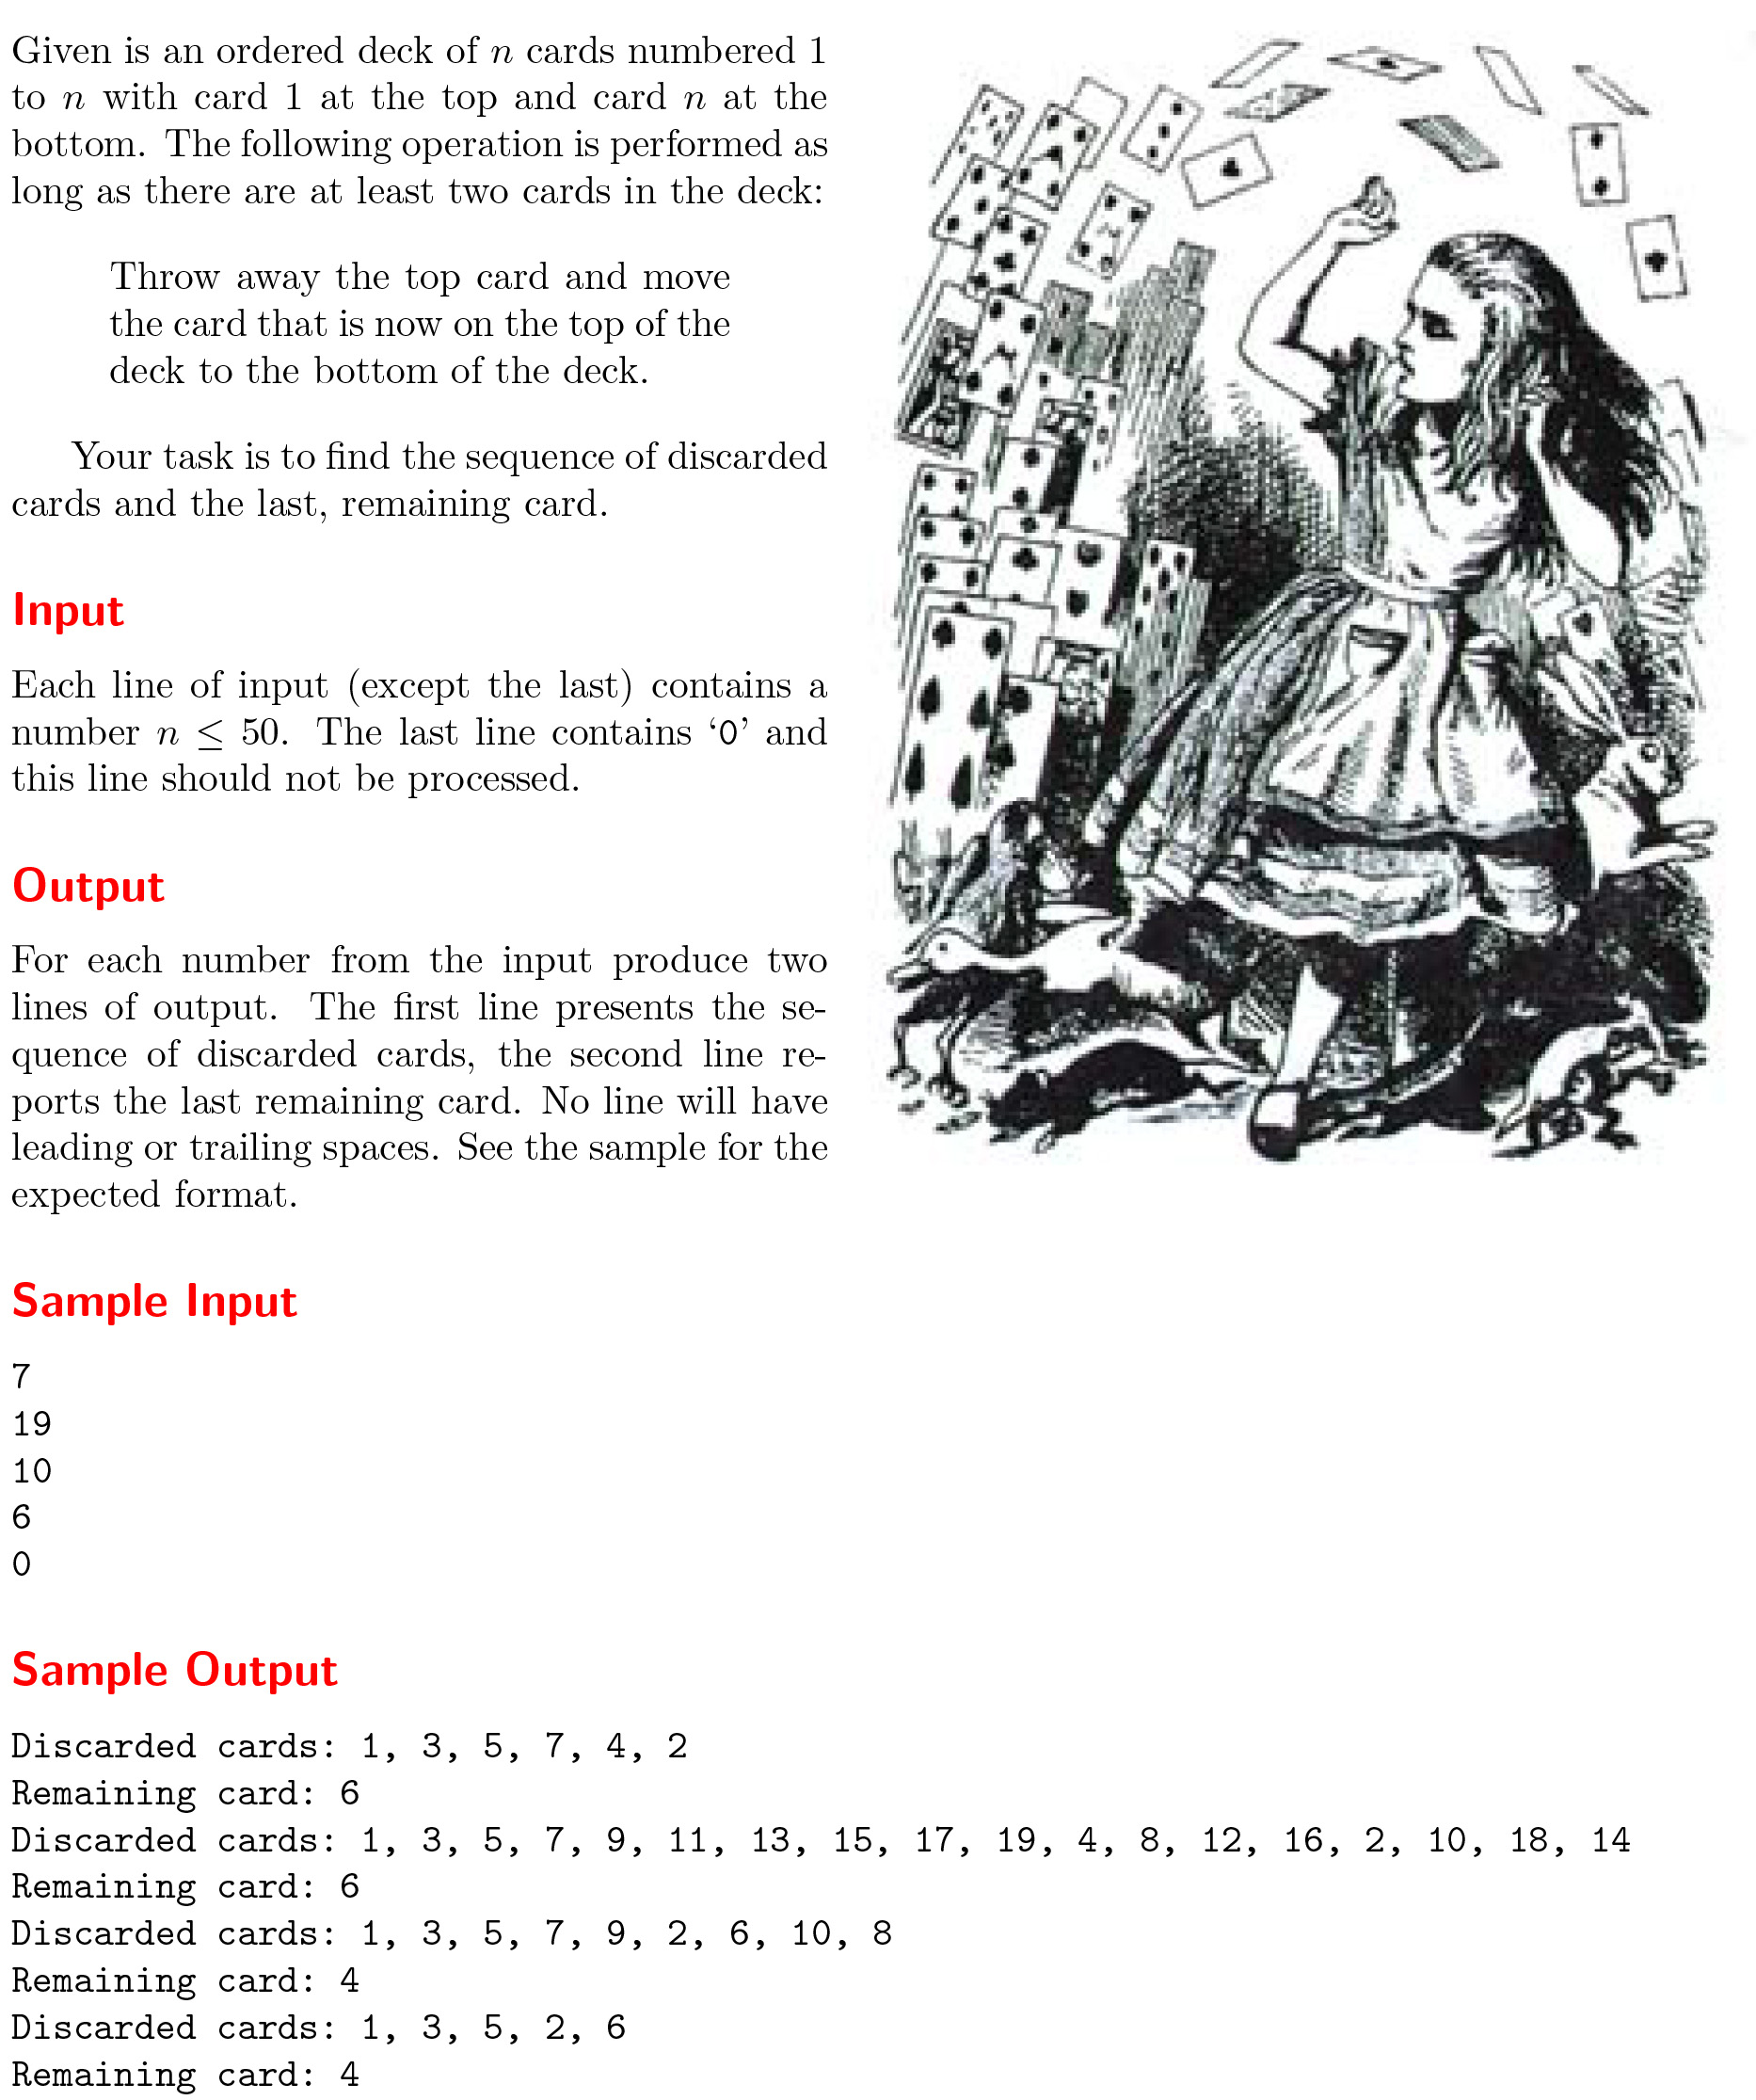 Given is an ordered deck of n cards numbered 1
to n with card 1 at the top and card n at the
bottom. The following operation is performed as
long as there are at least two cards in the deck:
Throw away the top card and move
the card that is now on the top of the
deck to the bottom of the deck.
Your task is to find the sequence of discarded
cards and the last, remaining card.
Input
Each line of input (except the last) contains a
number n ≤ 50. The last line contains ‘0’ and
this line should not be processed.
Output
For each number from the input produce two
lines of output. The first line presents the se-
quence of discarded cards, the second line re-
ports the last remaining card. No line will have
leading or trailing spaces. See the sample for the
expected format.
Sample Input
7
19
10
6
0
Sample Output
Discarded cards: 1, 3, 5, 7, 4, 2
Remaining card: 6
Discarded cards: 1, 3, 5, 7, 9, 11, 13, 15, 17, 19, 4, 8, 12, 16, 2, 10, 18, 14
Remaining card: 6
Discarded cards: 1, 3, 5, 7, 9, 2, 6, 10, 8
Remaining card: 4
Discarded cards: 1, 3, 5, 2, 6
Remaining card: 4